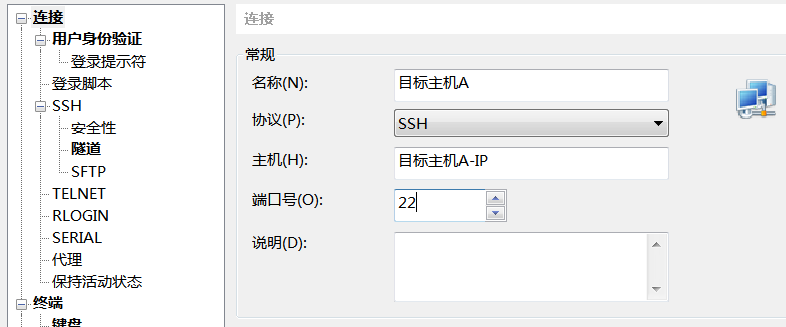 连接
用户身份验证
登录提示符
登录脚本
SSH
安全性
隧道
SFTP
TELNET
RLOGIN
SERIAL
代理
保持活动状态
终端
键盘
连接
常规
名称(N): 目标主机A
协议(P): SSH
主机(H): 目标主机A-IP
端口号(O): 22
说明(D):